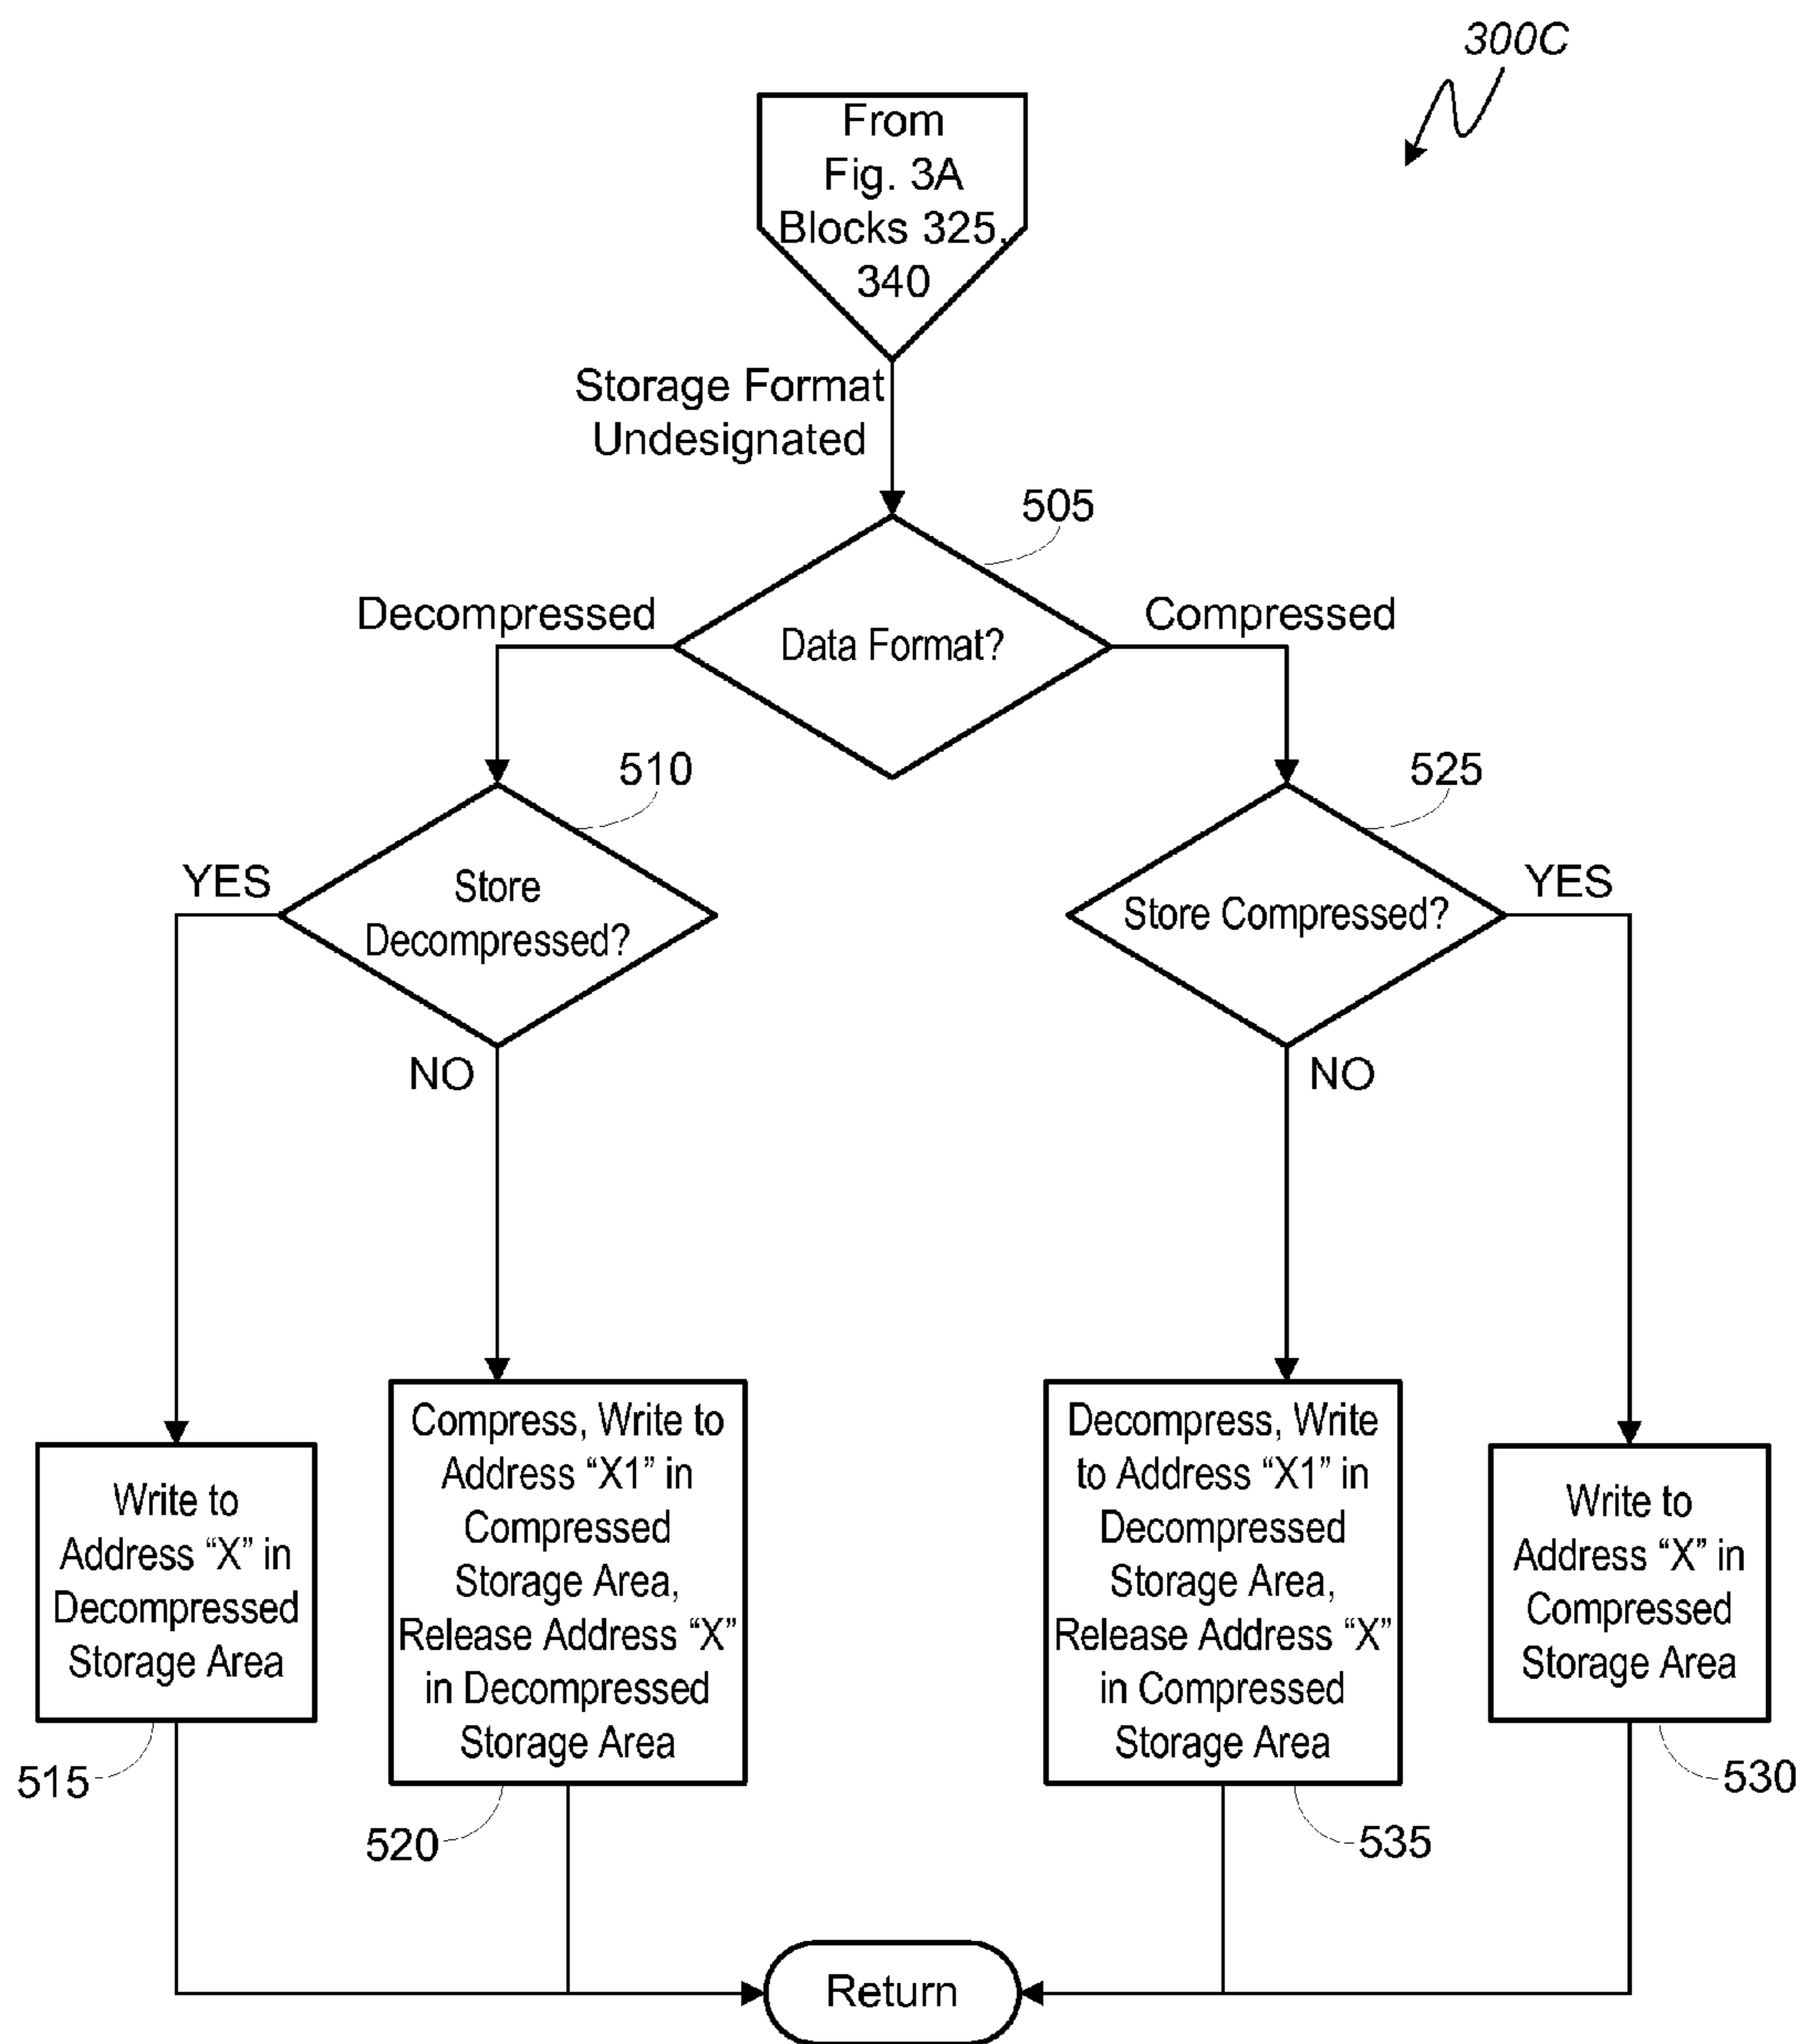 300C
From
Fig. 3A
Blocks 325,
340
Storage Format
Undesignated
505
Decompressed
Compressed
Data Format?
510
525
YES
Store
Decompressed?
Store Compressed?
YES
NO
NO
Write to
Address “X” in
Decompressed
Storage Area
Compress, Write to
Address “X1” in
Compressed
Storage Area,
Release Address “X”
in Decompressed
Storage Area
Decompress, Write
to Address “X1” in
Decompressed
Storage Area,
Release Address “X”
in Compressed
Storage Area
Write to
Address “X” in
Compressed
Storage Area
515
520
535
530
Return